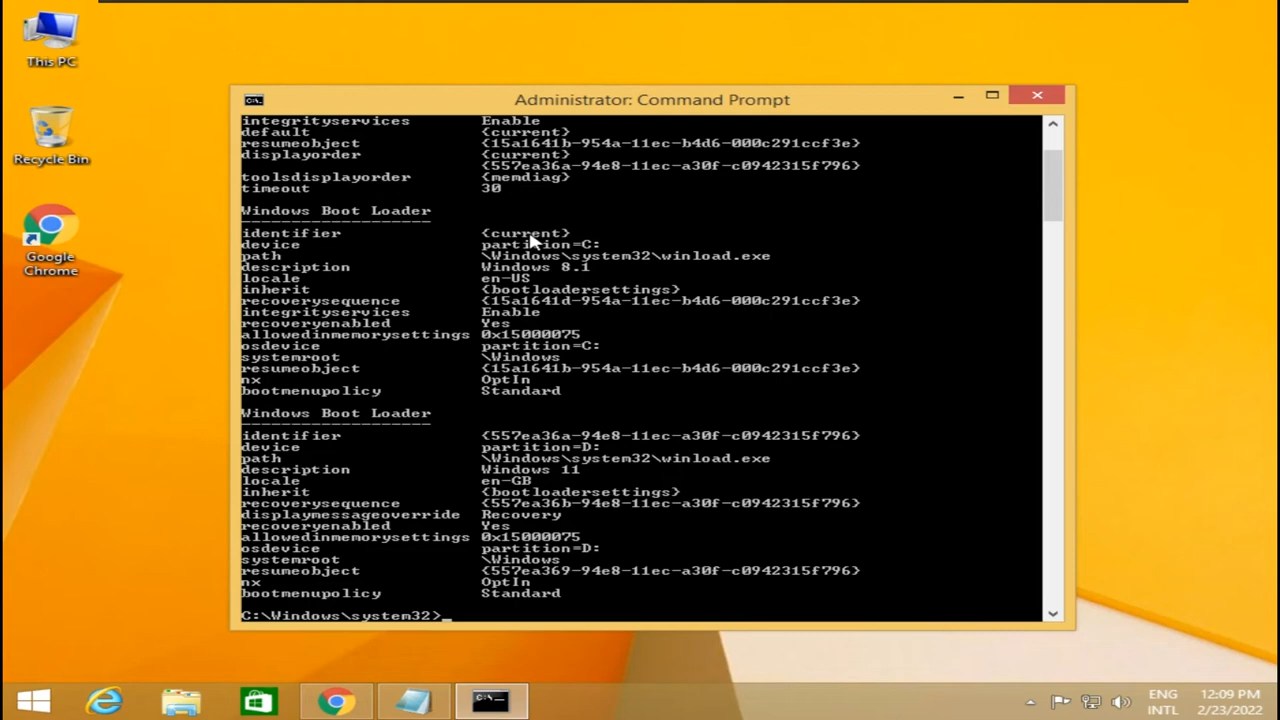 This PC
Recycle Bin
Google
Chrome
Administrator: Command Prompt
integrityservices Enable
default {current}
resumeobject {15a1641b-954a-11ec-b4d6-000c291ccf3e}
displayorder {current}
{557ea36a-94e8-11ec-a30f-c0942315f796}
toolsdisplayorder {memdiag}
timeout 30
Windows Boot Loader
-------------------
identifier {current}
device partition=C:
path \Windows\system32\winload.exe
description Windows 8.1
locale en-US
inherit {bootloadersettings}
recoverysequence {15a1641d-954a-11ec-b4d6-000c291ccf3e}
integrityservices Enable
recoveryenabled Yes
allowedinmemorysettings 0x15000075
osdevice partition=C:
systemroot \Windows
resumeobject {15a1641b-954a-11ec-b4d6-000c291ccf3e}
nx OptIn
bootmenupolicy Standard
Windows Boot Loader
-------------------
identifier {557ea36a-94e8-11ec-a30f-c0942315f796}
device partition=D:
path \Windows\system32\winload.exe
description Windows 11
locale en-GB
inherit {bootloadersettings}
recoverysequence {557ea36b-94e8-11ec-a30f-c0942315f796}
displaymessageoverride Recovery
recoveryenabled Yes
allowedinmemorysettings 0x15000075
osdevice partition=D:
systemroot \Windows
resumeobject {557ea369-94e8-11ec-a30f-c0942315f796}
nx OptIn
bootmenupolicy Standard
C:\Windows\system32>_
ENG
INTL
12:09 PM
2/23/2022